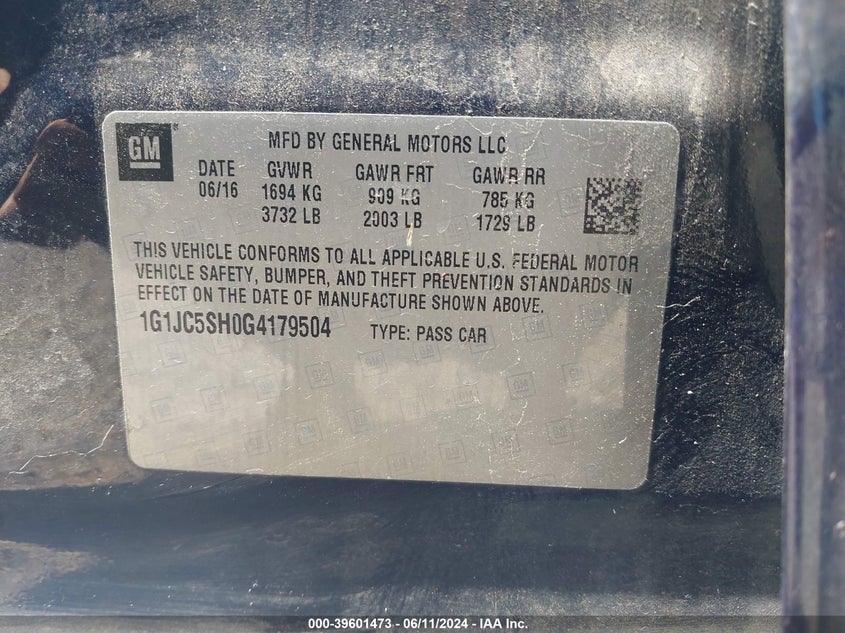 GM
MFD BY GENERAL MOTORS LLC
DATE GVWR GAWR FRT GAWR RR
06/16 1694 KG 909 KG 785 KG
3732 LB 2003 LB 1729 LB
THIS VEHICLE CONFORMS TO ALL APPLICABLE U.S. FEDERAL MOTOR
VEHICLE SAFETY, BUMPER, AND THEFT PREVENTION STANDARDS IN
EFFECT ON THE DATE OF MANUFACTURE SHOWN ABOVE.
1G1JC5SH0G4179504 TYPE: PASS CAR
000-39601473 - 06/11/2024 - IAA Inc.